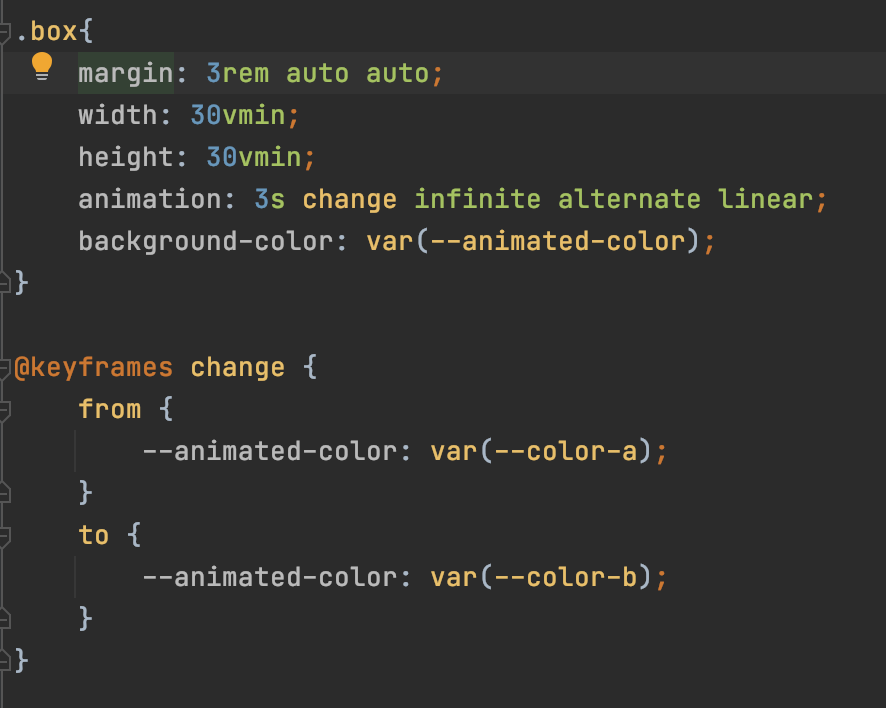 .box{
    margin: 3rem auto auto;
    width: 30vmin;
    height: 30vmin;
    animation: 3s change infinite alternate linear;
    background-color: var(--animated-color);
}
@keyframes change {
    from {
        --animated-color: var(--color-a);
    }
    to {
        --animated-color: var(--color-b);
    }
}